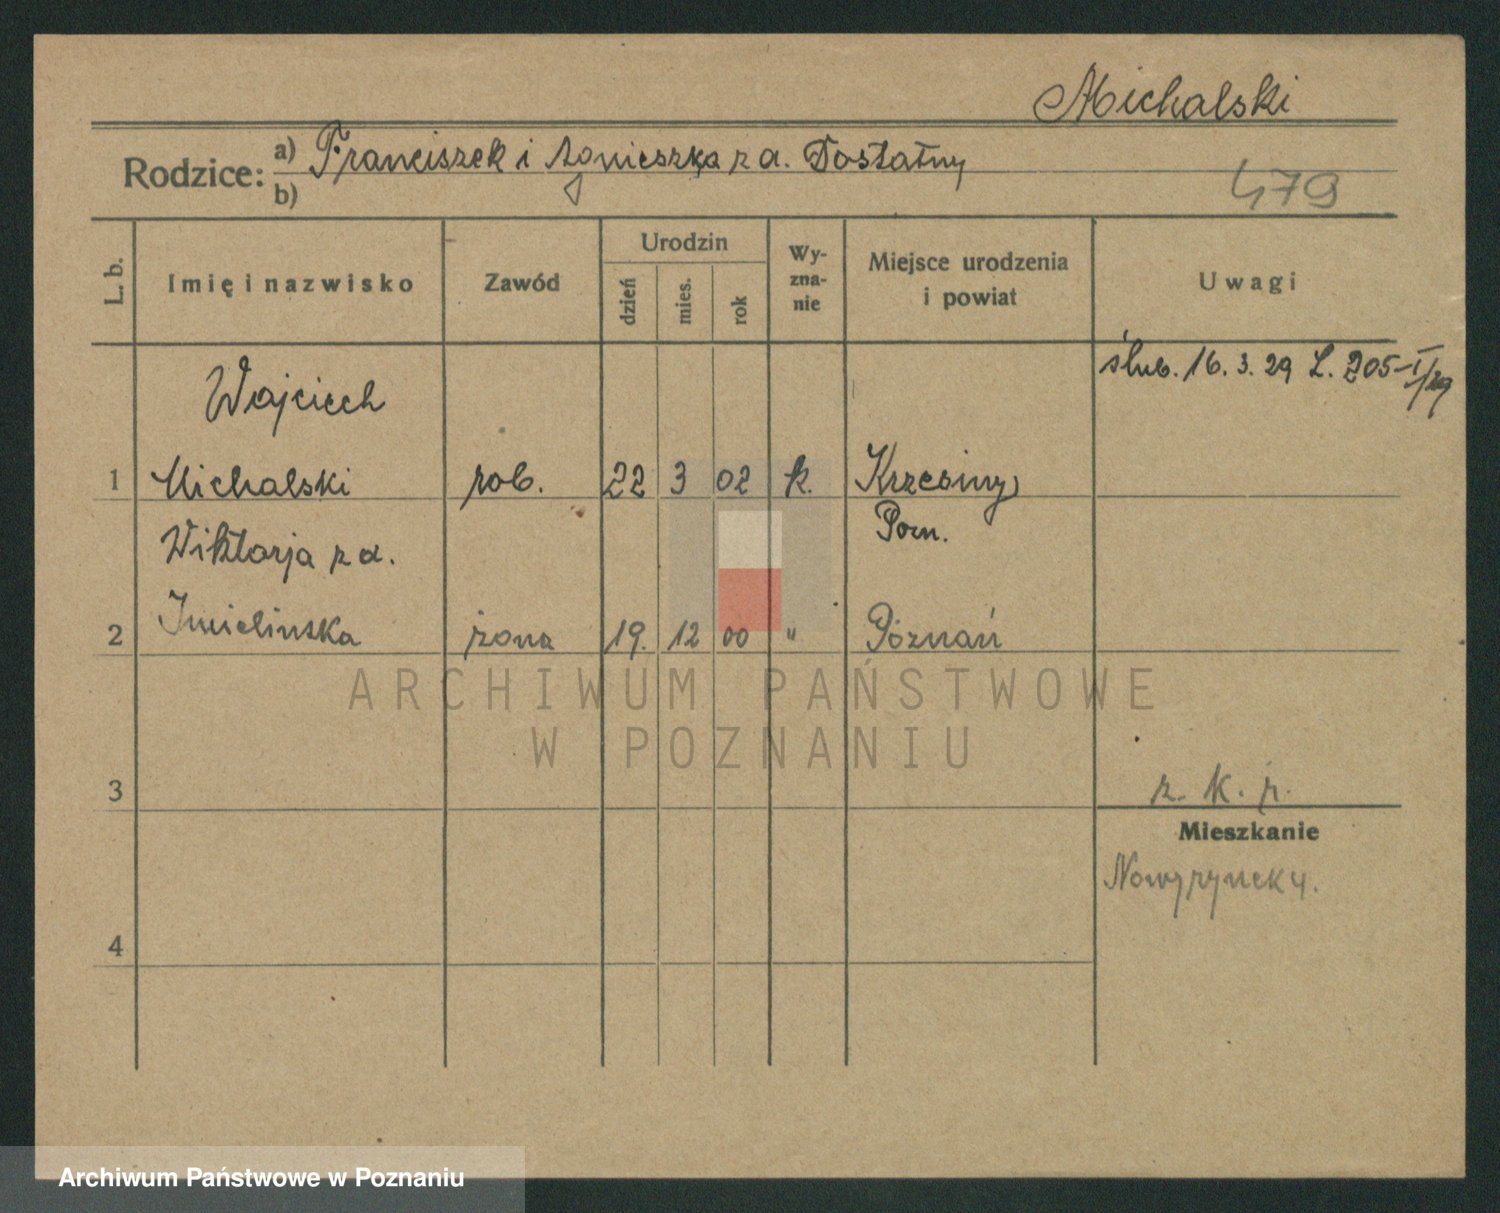 Michalski
Rodzice: a) Franciszek i Agnieszka z d. Dostatny
b)
479
L. b. Imię i nazwisko Zawód Urodzin dzień mies. rok Wy-zna-nie Miejsce urodzenia i powiat Uwagi
ślub. 16. 3. 29 L. 205-I/29
Wojciech
1 Michalski rob. 22 3 02 k. Krzesiny
Pozn.
Wiktorja z d.
2 Imielinska żona 19. 12 00 " Poznań
ARCHIWUM PAŃSTWOWE
W POZNANIU
3
z. k. p.
Mieszkanie
Nowy rynek 4.
4
Archiwum Państwowe w Poznaniu